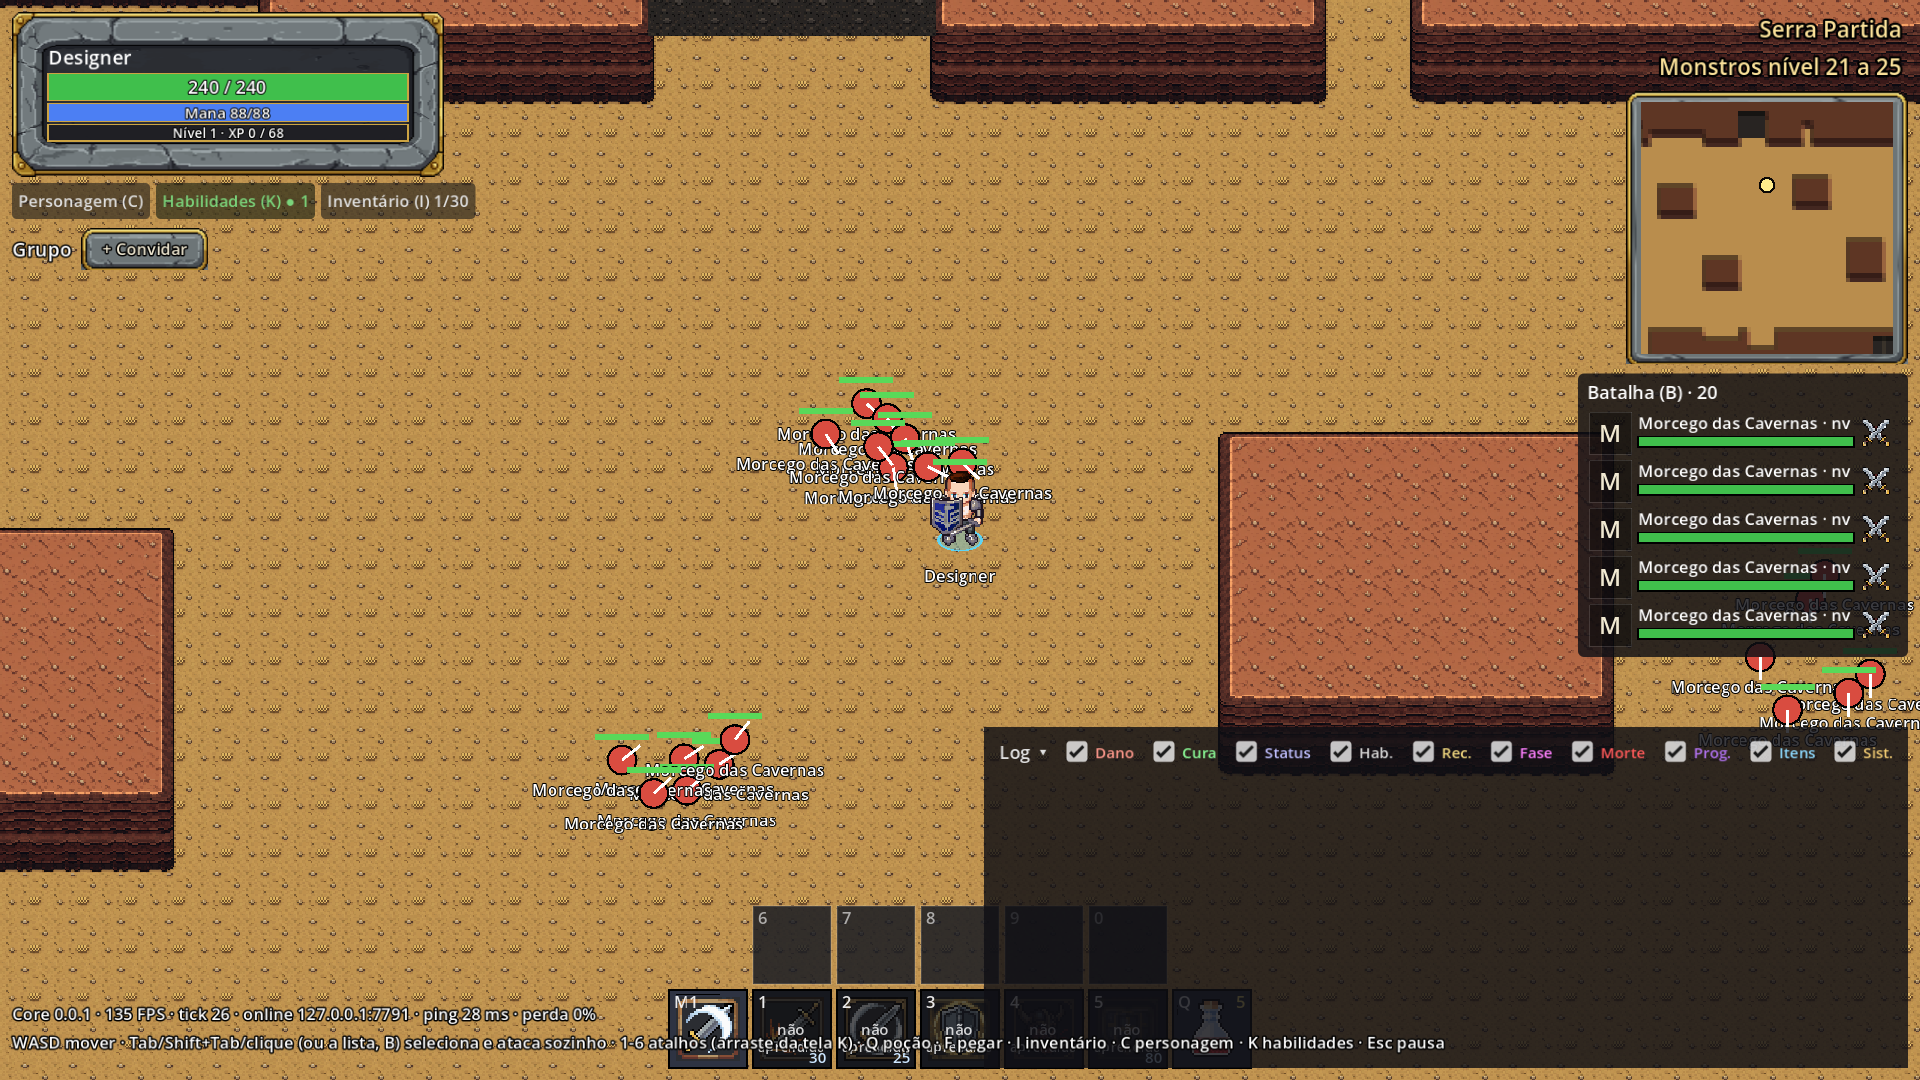 Designer
240 / 240
Mana 88/88
Nível 1 · XP 0 / 68
Personagem (C)
Habilidades (K) ● 1
Inventário (I) 1/30
Grupo
+ Convidar
Serra Partida
Monstros nível 21 a 25
Batalha (B) · 20
M
Morcego das Cavernas · nv
M
Morcego das Cavernas · nv
M
Morcego das Cavernas · nv
M
Morcego das Cavernas · nv
M
Morcego das Cavernas · nv
Morcego das Cavernas
Designer
Morcego das Cavernas
Morcego das Cavernas
Log
Dano
Cura
Status
Hab.
Rec.
Fase
Morte
Prog.
Itens
Sist.
6
7
8
9
0
M1
1
não
30
2
não
25
3
não
4
não
5
não
80
Q
5
Core 0.0.1 · 135 FPS · tick 26 · online 127.0.0.1:7791 · ping 28 ms · perda 0%
WASD mover · Tab/Shift+Tab/clique (ou a lista, B) seleciona e ataca sozinho · 1-6 atalhos (arraste da tela K) · Q poção · F pegar · I inventário · C personagem · K habilidades · Esc pausa